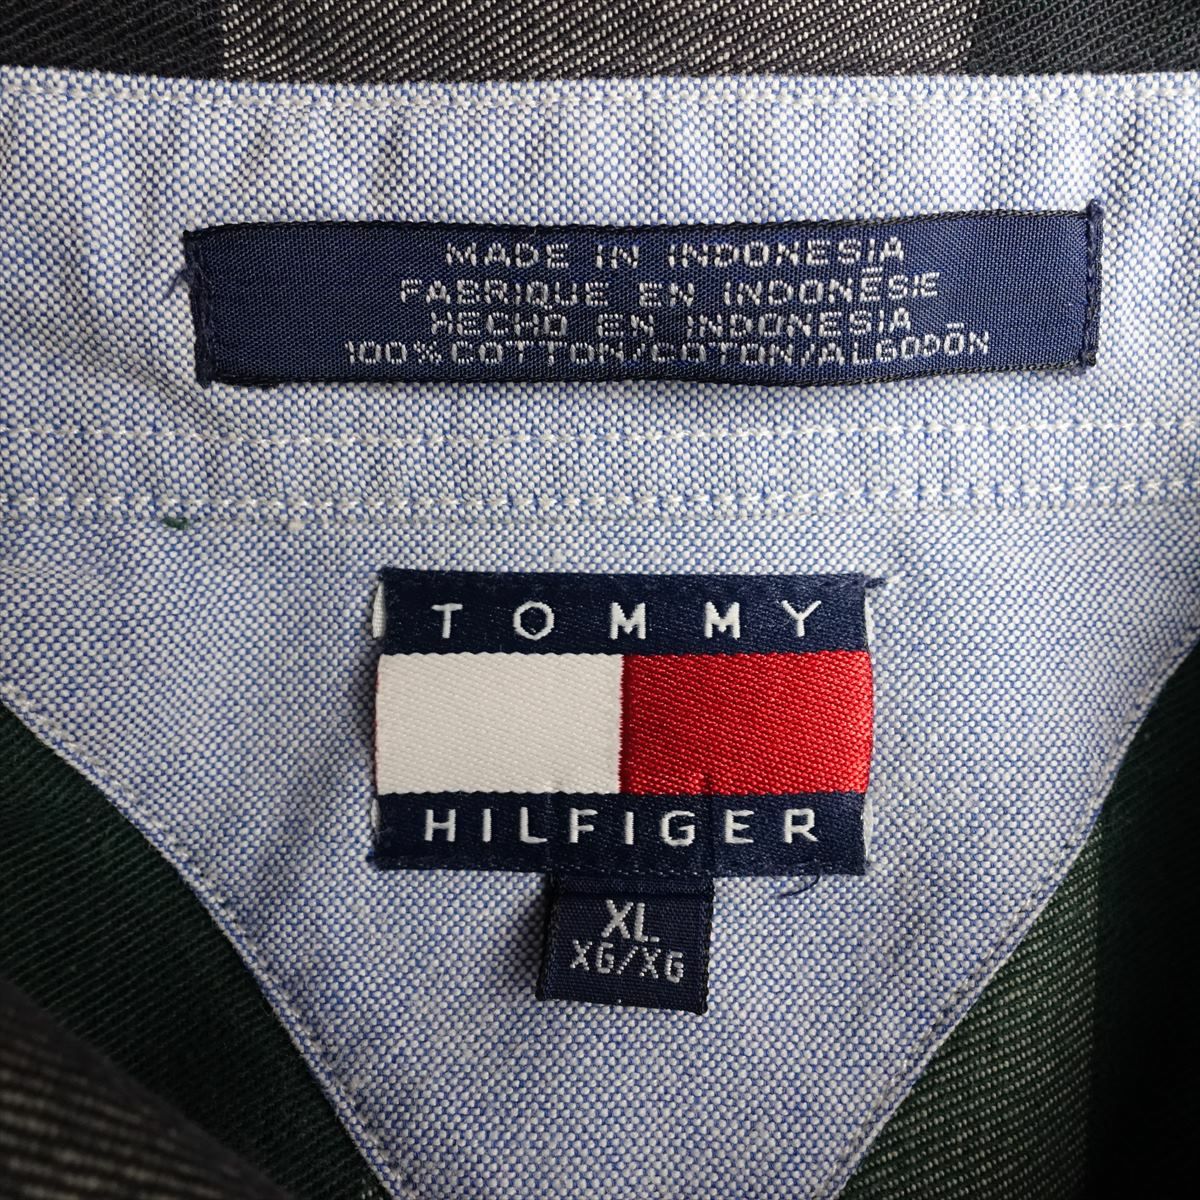 MADE IN INDONESIA
FABRIQUE EN INDONÉSIE
HECHO EN INDONESIA
100% COTTON/COTON/ALGODÓN
TOMMY
HILFIGER
XL
XG/XG